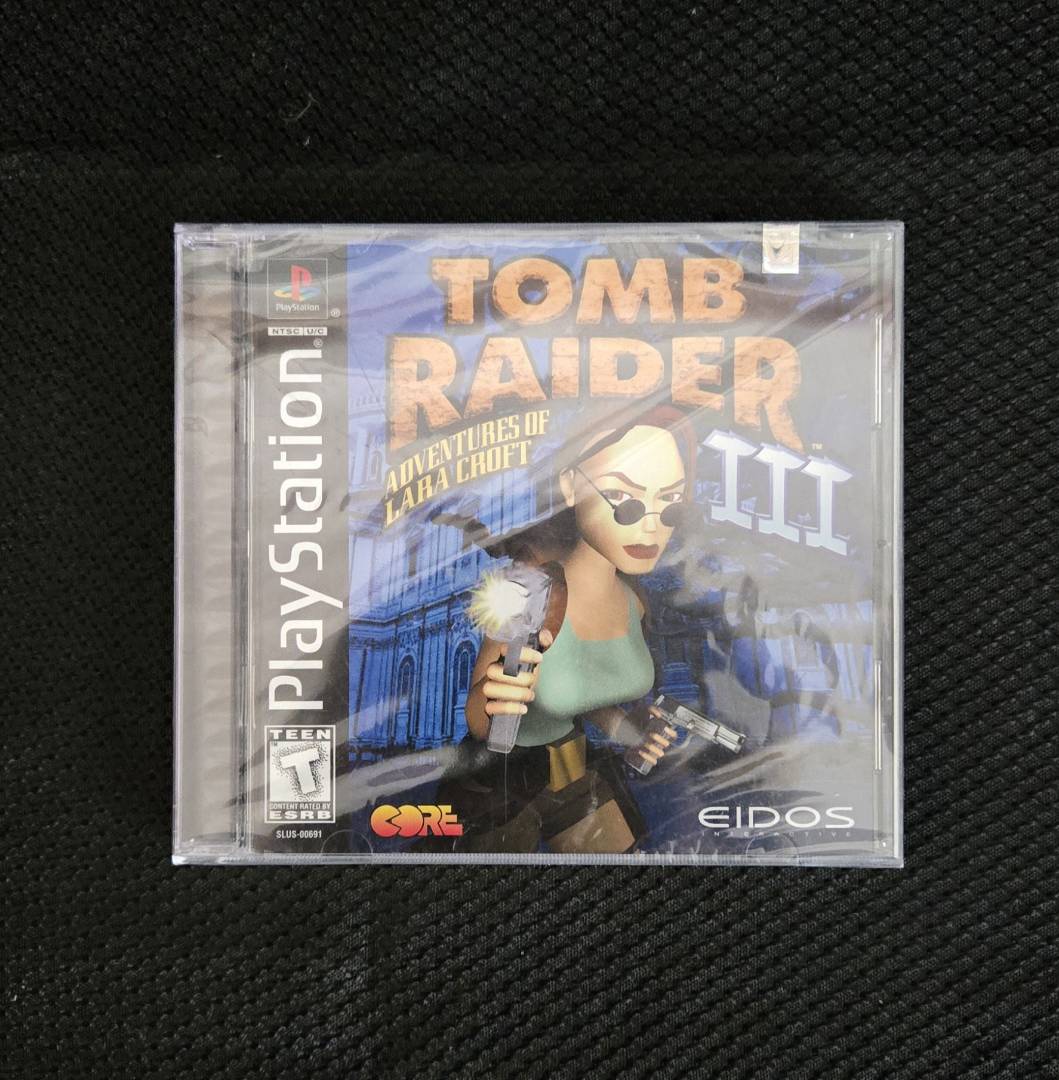 PlayStation
NTSC U/C
PlayStation
TOMB
RAIDER
III
ADVENTURES OF
LARA CROFT
TEEN
T
CONTENT RATED BY
ESRB
SLUS-00691
CORE
EIDOS
INTERACTIVE